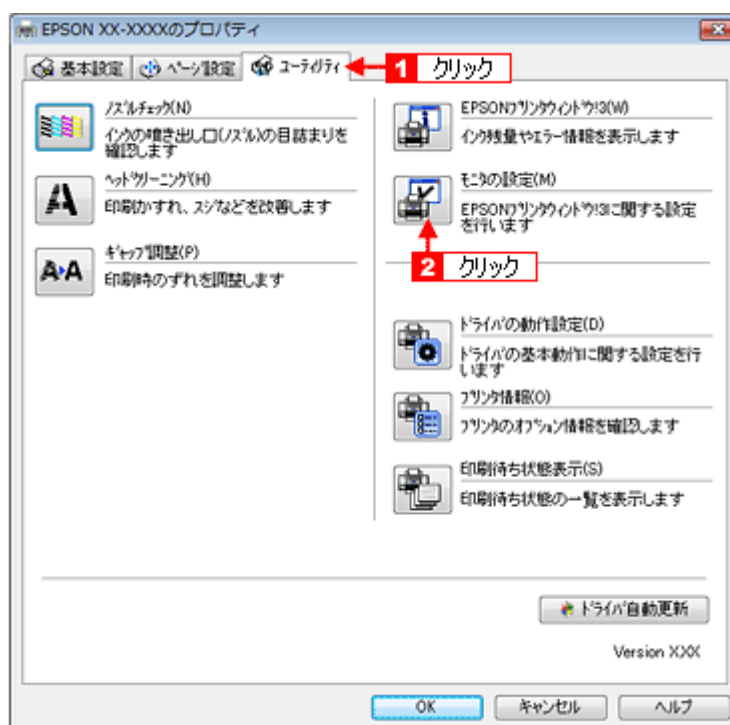 EPSON XX-XXXXのプロパティ
基本設定
ページ設定
ユーティリティ
1 クリック
ノズルチェック(N)
インクの噴き出し口(ノズル)の目詰まりを
確認します
ヘッドクリーニング(H)
印刷かすれ、スジなどを改善します
ギャップ調整(P)
印刷時のずれを調整します
EPSONプリンタウィンドウ!3(W)
インク残量やエラー情報を表示します
モニタの設定(M)
EPSONプリンタウィンドウ!3に関する設定
を行います
2 クリック
ドライバの動作設定(D)
ドライバの基本動作に関する設定を行
います
プリンタ情報(O)
プリンタのオプション情報を確認します
印刷待ち状態表示(S)
印刷待ち状態の一覧を表示します
ドライバ自動更新
Version X.XX
OK
キャンセル
ヘルプ